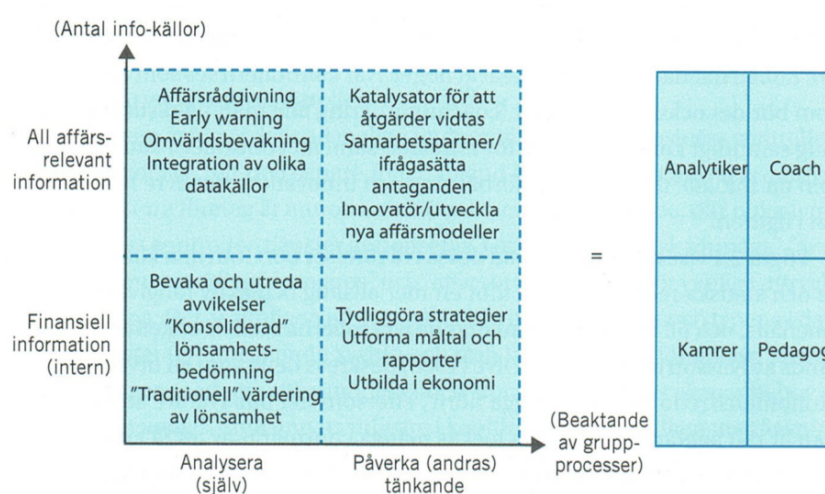 (Antal info-källor)
All affärs-
relevant
information
Affärsrådgivning
Early warning
Omvärldsbevakning
Integration av olika
datakällor
Katalysator för att
åtgärder vidtas
Samarbetspartner/
ifrågasätta
antaganden
Innovatör/utveckla
nya affärsmodeller
Finansiell
information
(intern)
Bevaka och utreda
avvikelser
"Konsoliderad"
lönsamhets-
bedömning
"Traditionell" värdering
av lönsamhet
Tydliggöra strategier
Utforma måltal och
rapporter
Utbilda i ekonomi
Analysera
(själv)
Påverka (andras)
tänkande
(Beaktande
av grupp-
processer)
=
Analytiker
Coach
Kamrer
Pedagog